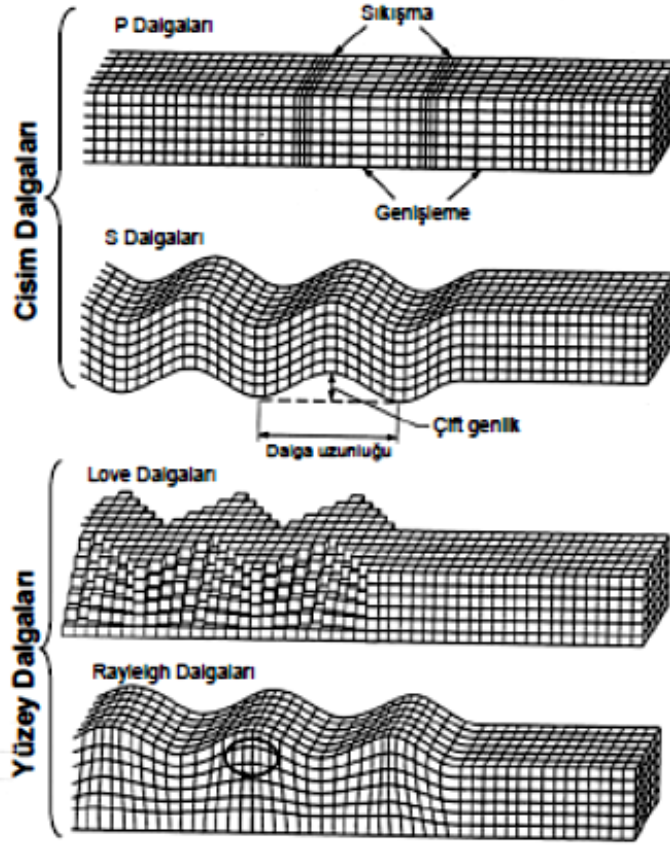 P Dalgaları
Sıkışma
Genişleme
Cisim Dalgaları
S Dalgaları
Çift genlik
Dalga uzunluğu
Love Dalgaları
Yüzey Dalgaları
Rayleigh Dalgaları